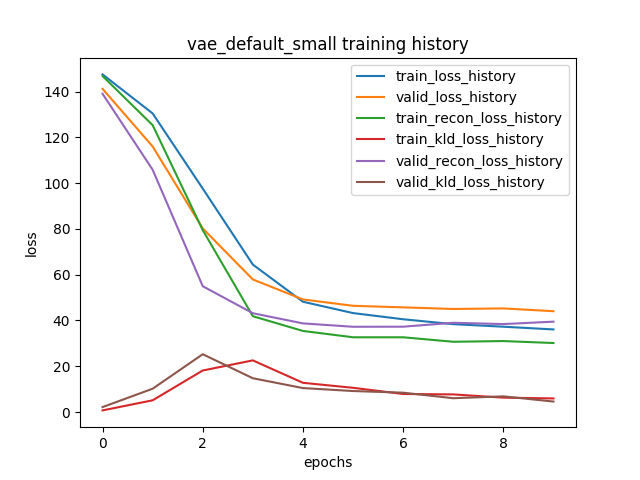 vae_default_small training history
train_loss_history
valid_loss_history
train_recon_loss_history
train_kld_loss_history
valid_recon_loss_history
valid_kld_loss_history
loss
140
120
100
80
60
40
20
0
0 2 4 6 8
epochs